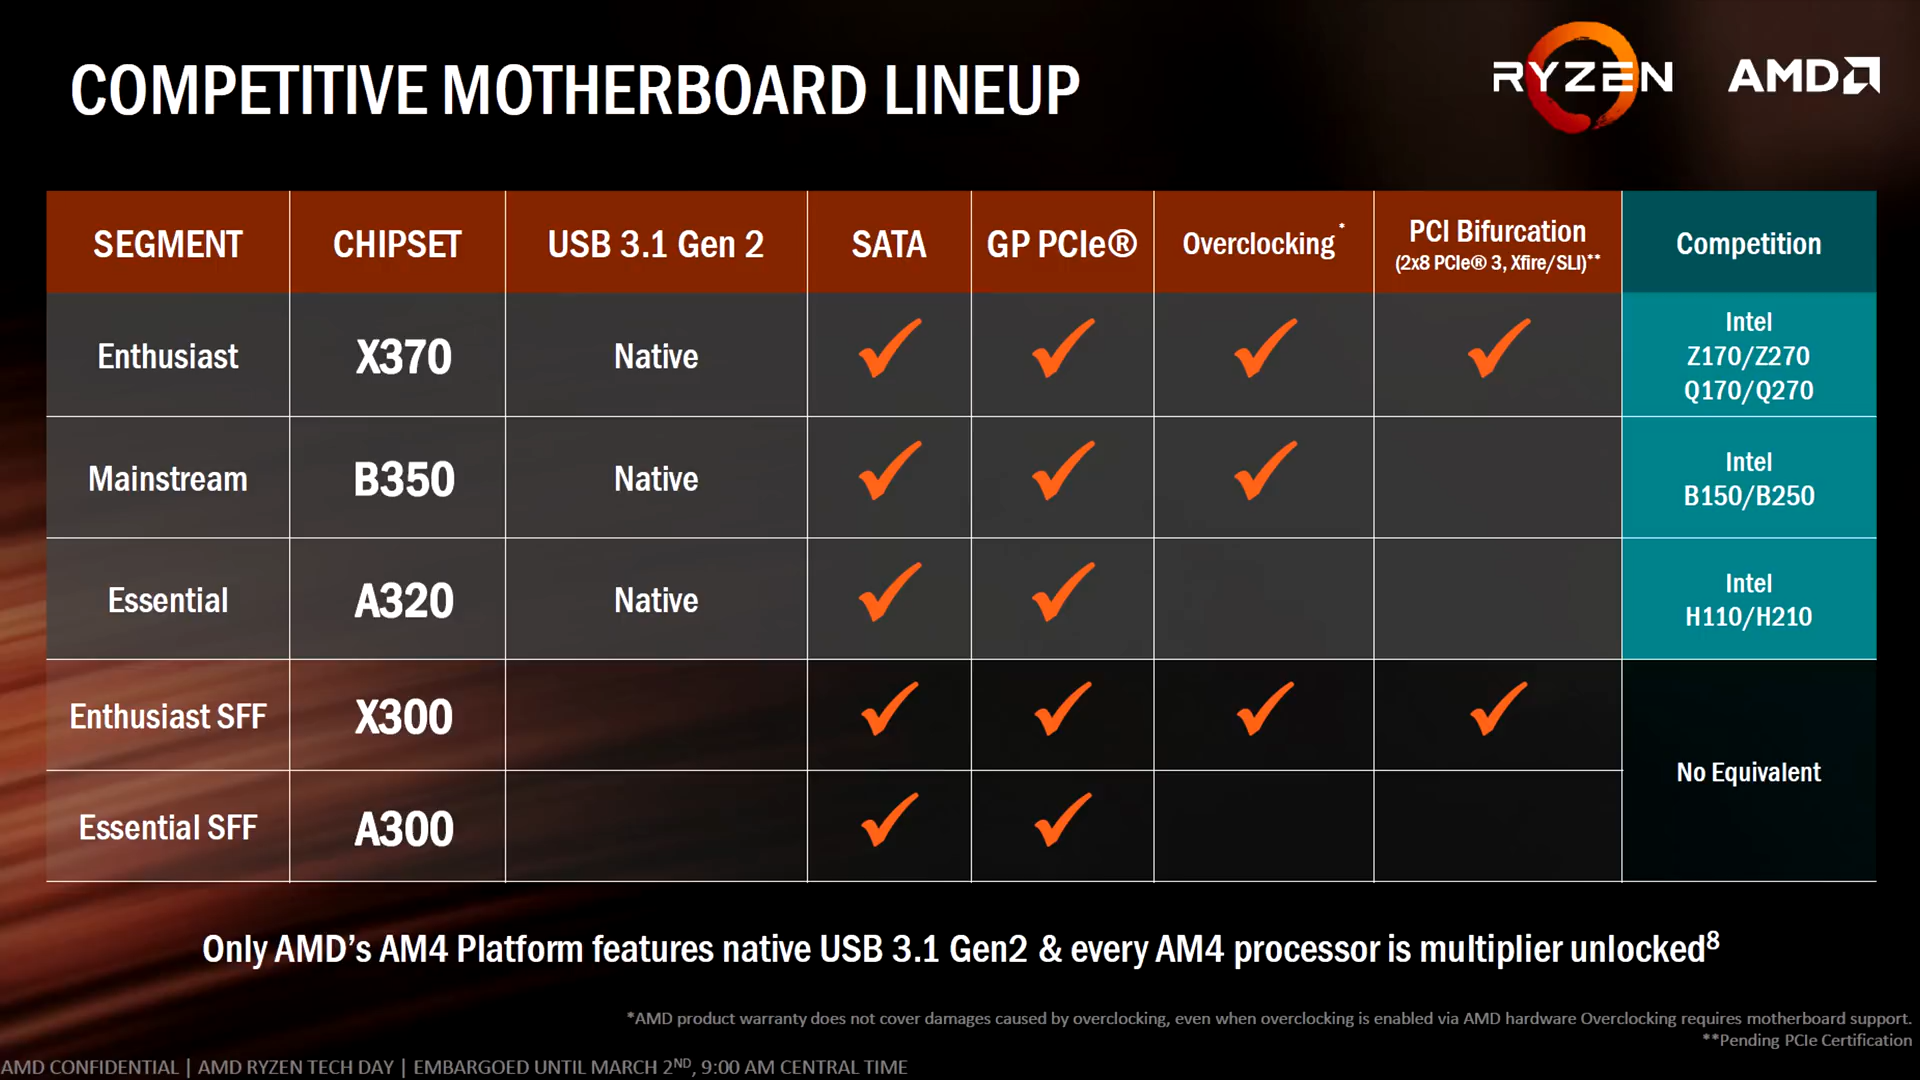 COMPETITIVE MOTHERBOARD LINEUP
RYZEN
AMD
SEGMENT
CHIPSET
USB 3.1 Gen 2
SATA
GP PCIe®
Overclocking*
PCI Bifurcation
(2x8 PCIe® 3, Xfire/SLI)**
Competition
Enthusiast
X370
Native
Intel
Z170/Z270
Q170/Q270
Mainstream
B350
Native
Intel
B150/B250
Essential
A320
Native
Intel
H110/H210
Enthusiast SFF
X300
No Equivalent
Essential SFF
A300
Only AMD’s AM4 Platform features native USB 3.1 Gen2 & every AM4 processor is multiplier unlocked8
*AMD product warranty does not cover damages caused by overclocking, even when overclocking is enabled via AMD hardware Overclocking requires motherboard support.
**Pending PCIe Certification
AMD CONFIDENTIAL | AMD RYZEN TECH DAY | EMBARGOED UNTIL MARCH 2ND, 9:00 AM CENTRAL TIME